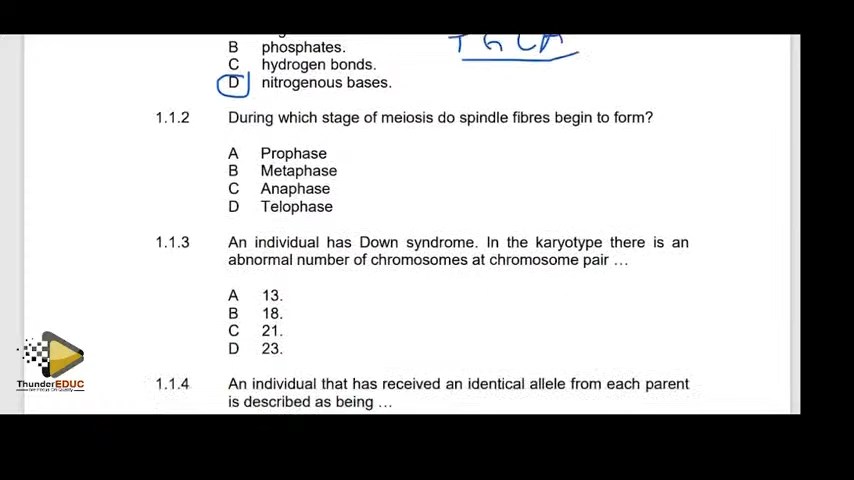 B phosphates.
T G C A
C hydrogen bonds.
D nitrogenous bases.
1.1.2 During which stage of meiosis do spindle fibres begin to form?
A Prophase
B Metaphase
C Anaphase
D Telophase
1.1.3 An individual has Down syndrome. In the karyotype there is an
abnormal number of chromosomes at chromosome pair …
A 13.
B 18.
C 21.
D 23.
ThunderEDUC
1.1.4 An individual that has received an identical allele from each parent
is described as being …